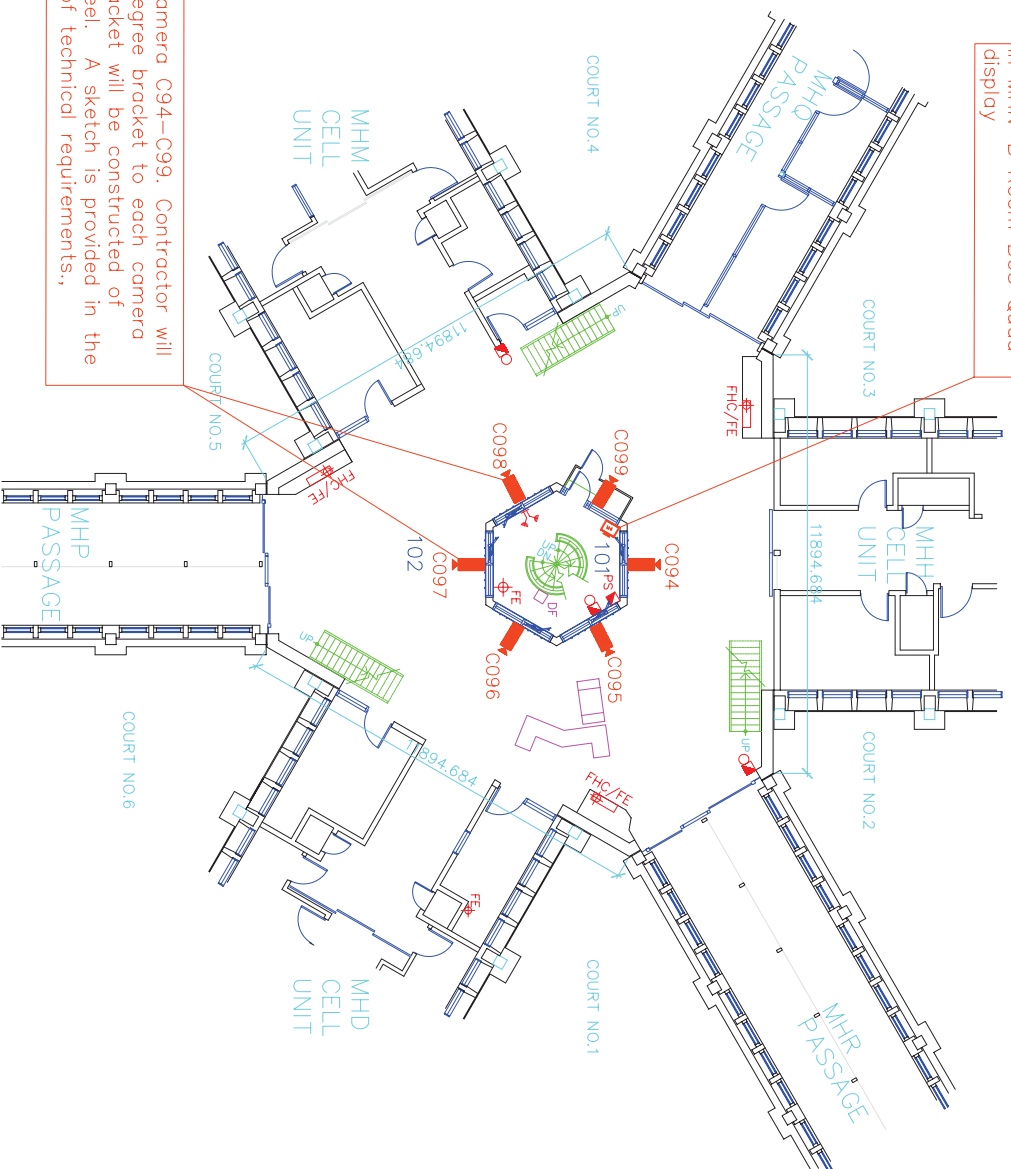 display
amera C94-C99. Contractor will
egree bracket to each camera
acket will be constructed of
eel. A sketch is provided in the
of technical requirements.,
COURT NO.4
MHQ
PASSAGE
MHM
CELL
UNIT
UP
11894.684
COURT NO.3
FHC/FE
COURT NO.5
FHC/FE
C098
C099
MHP
PASSAGE
102
C097
UP
DN
101
PS
FE
DF
C094
11894.684
MHH
CELL
UNIT
C096
C095
UP
UP
COURT NO.6
11894.684
FHC/FE
COURT NO.2
FE
MHD
CELL
UNIT
COURT NO.1
MHR
PASSAGE